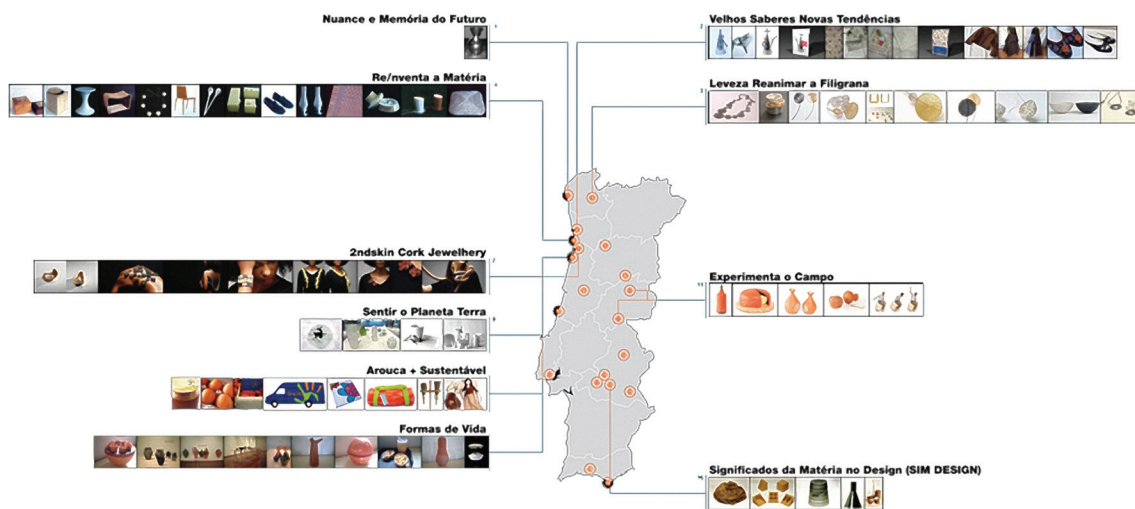 Nuance e Memória do Futuro
Re/nventa a Matéria
2ndskin Cork Jewelhery
Sentir o Planeta Terra
Arouca + Sustentável
Formas de Vida
Velhos Saberes Novas Tendências
Leveza Reanimar a Filigrana
Experimenta o Campo
Significados da Matéria no Design (SIM DESIGN)